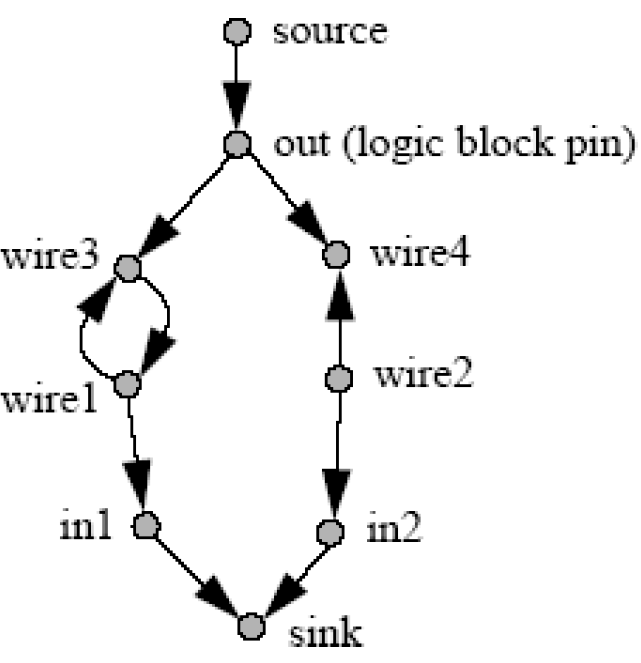 source
out (logic block pin)
wire3
wire4
wire2
wire1
in1
in2
sink